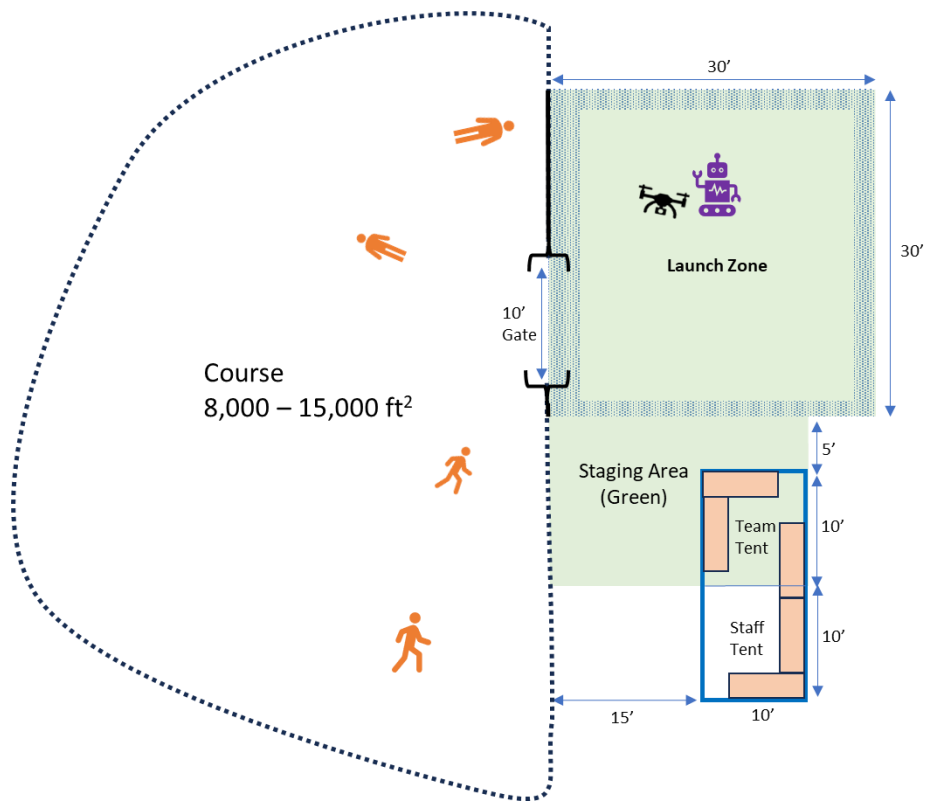 30’
30’
Launch Zone
10’
Gate
Course
8,000 – 15,000 ft²
5’
Staging Area
(Green)
10’
Team
Tent
10’
Staff
Tent
15’
10’